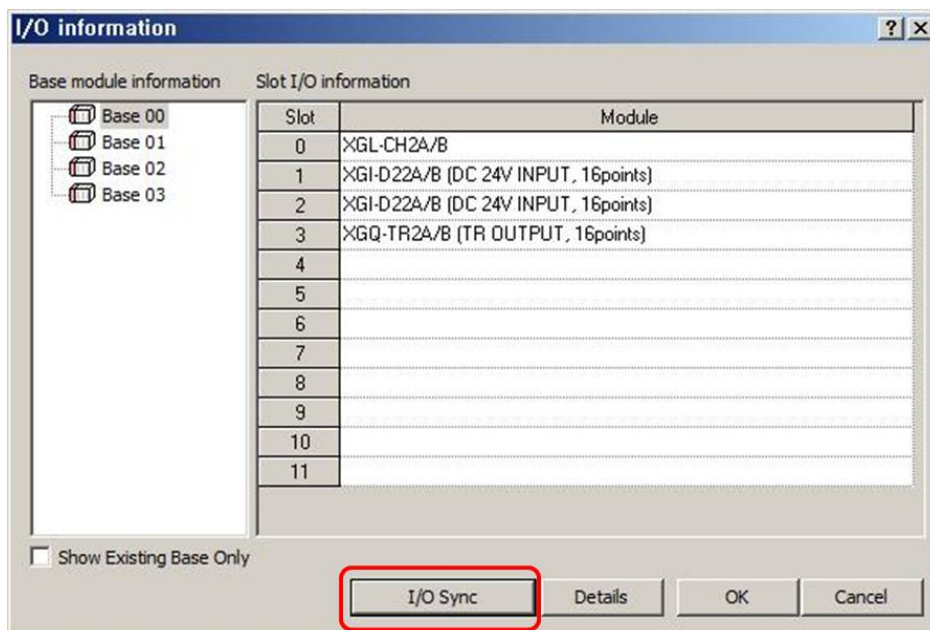 I/O information
Base module information
Slot I/O information
Base 00
Base 01
Base 02
Base 03
Slot Module
0 XGL-CH2A/B
1 XGI-D22A/B (DC 24V INPUT, 16points)
2 XGI-D22A/B (DC 24V INPUT, 16points)
3 XGQ-TR2A/B (TR OUTPUT, 16points)
4
5
6
7
8
9
10
11
Show Existing Base Only
I/O Sync
Details
OK
Cancel